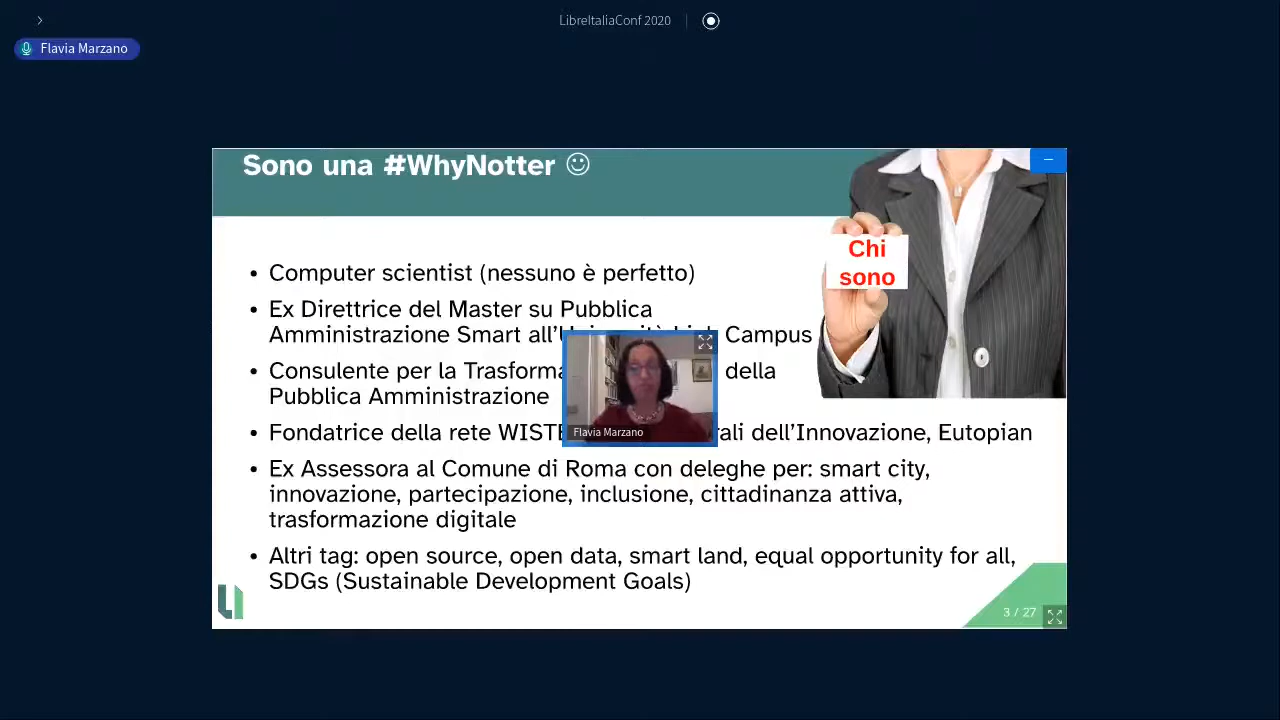 LibreItaliaConf 2020
Flavia Marzano
Sono una #WhyNotter ☺
Chi
sono
• Computer scientist (nessuno è perfetto)
• Ex Direttrice del Master su Pubblica
Amministrazione Smart all’ Campus
• Consulente per la della
Pubblica Amministrazione
• Fondatrice della rete dell’Innovazione, Eutopian
• Ex Assessora al Comune di Roma con deleghe per: smart city,
innovazione, partecipazione, inclusione, cittadinanza attiva,
trasformazione digitale
• Altri tag: open source, open data, smart land, equal opportunity for all,
SDGs (Sustainable Development Goals)
Flavia Marzano
3 / 27